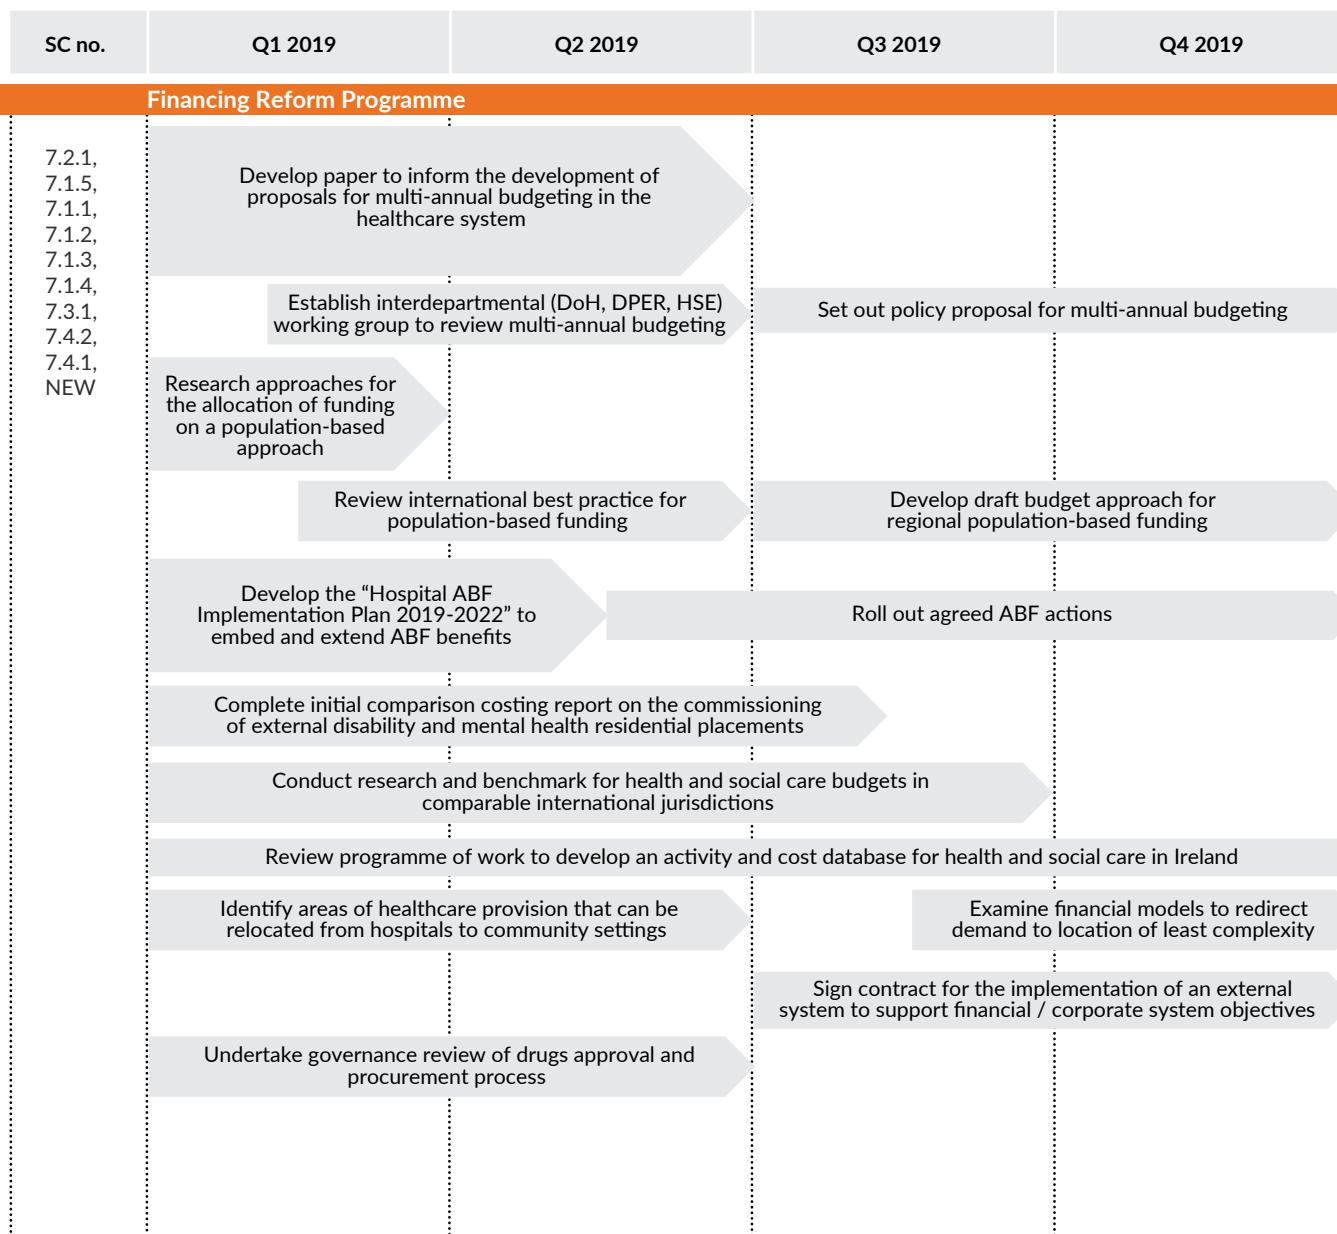 SC no.
Q1 2019
Q2 2019
Q3 2019
Q4 2019
Financing Reform Programme
7.2.1,
7.1.5,
7.1.1,
7.1.2,
7.1.3,
7.1.4,
7.3.1,
7.4.2,
7.4.1,
NEW
Develop paper to inform the development of
proposals for multi-annual budgeting in the
healthcare system
Establish interdepartmental (DoH, DPER, HSE)
working group to review multi-annual budgeting
Set out policy proposal for multi-annual budgeting
Research approaches for
the allocation of funding
on a population-based
approach
Review international best practice for
population-based funding
Develop draft budget approach for
regional population-based funding
Develop the “Hospital ABF
Implementation Plan 2019-2022” to
embed and extend ABF benefits
Roll out agreed ABF actions
Complete initial comparison costing report on the commissioning
of external disability and mental health residential placements
Conduct research and benchmark for health and social care budgets in
comparable international jurisdictions
Review programme of work to develop an activity and cost database for health and social care in Ireland
Identify areas of healthcare provision that can be
relocated from hospitals to community settings
Examine financial models to redirect
demand to location of least complexity
Sign contract for the implementation of an external
system to support financial / corporate system objectives
Undertake governance review of drugs approval and
procurement process